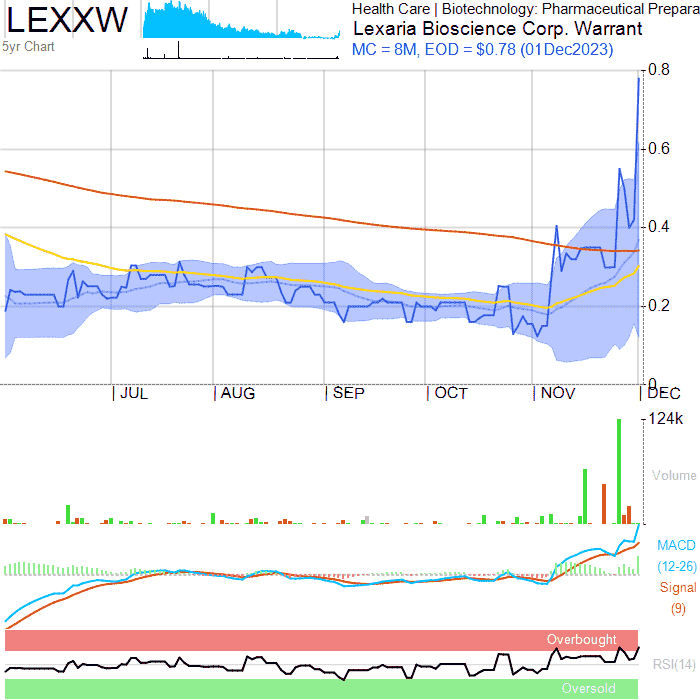 LEXXW
5yr Chart
Health Care | Biotechnology: Pharmaceutical Prepara
Lexaria Bioscience Corp. Warrant
MC = 8M, EOD = $0.78 (01Dec2023)
0.8
0.6
0.4
0.2
0
JUL AUG SEP OCT NOV DEC
124k
Volume
MACD
(12-26)
Signal
(9)
Overbought
RSI(14)
Oversold